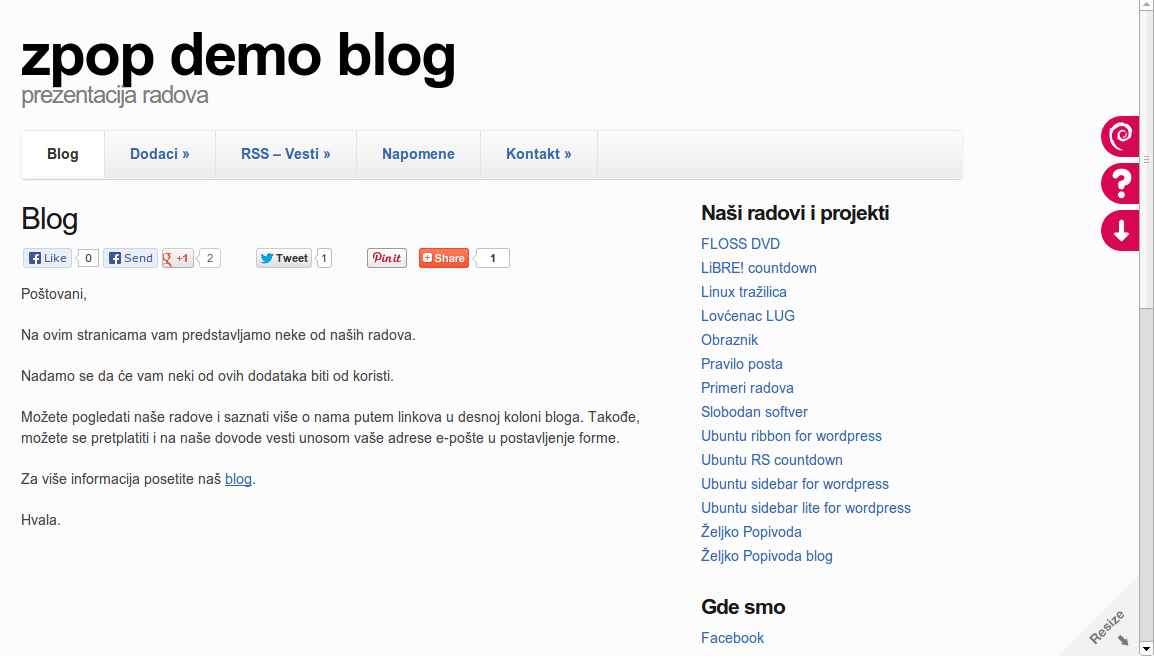 zpop demo blog
prezentacija radova
Blog Dodaci » RSS – Vesti » Napomene Kontakt »
Blog
Like 0 Send +1 2 Tweet 1 Pin it Share 1
Poštovani,
Na ovim stranicama vam predstavljamo neke od naših radova.
Nadamo se da će vam neki od ovih dodataka biti od koristi.
Možete pogledati naše radove i saznati više o nama putem linkova u desnoj koloni bloga. Takođe,
možete se pretplatiti i na naše dovode vesti unosom vaše adrese e-pošte u postavljenje forme.
Za više informacija posetite naš blog.
Hvala.
Naši radovi i projekti
FLOSS DVD
LiBRE! countdown
Linux tražilica
Lovćenac LUG
Obraznik
Pravilo posta
Primeri radova
Slobodan softver
Ubuntu ribbon for wordpress
Ubuntu RS countdown
Ubuntu sidebar for wordpress
Ubuntu sidebar lite for wordpress
Željko Popivoda
Željko Popivoda blog
Gde smo
Facebook
?
Resize